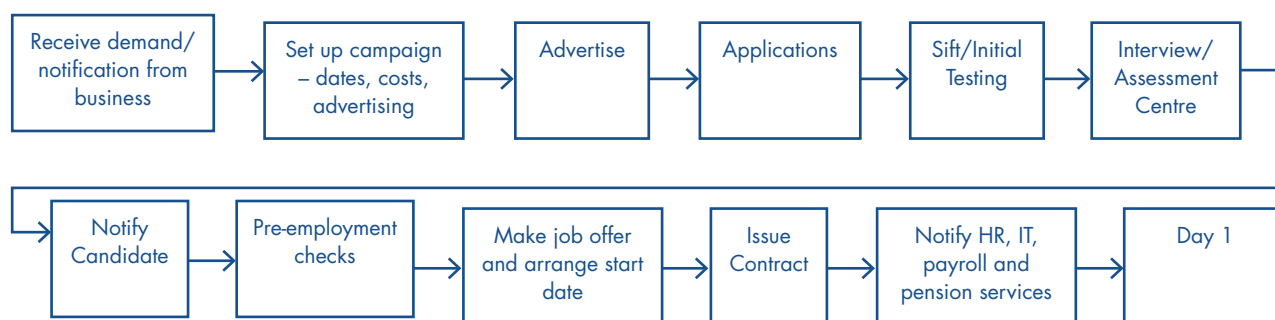 Receive demand/
notification from
business
Set up campaign
– dates, costs,
advertising
Advertise
Applications
Sift/Initial
Testing
Interview/
Assessment
Centre
Notify
Candidate
Pre-employment
checks
Make job offer
and arrange start
date
Issue
Contract
Notify HR, IT,
payroll and
pension services
Day 1